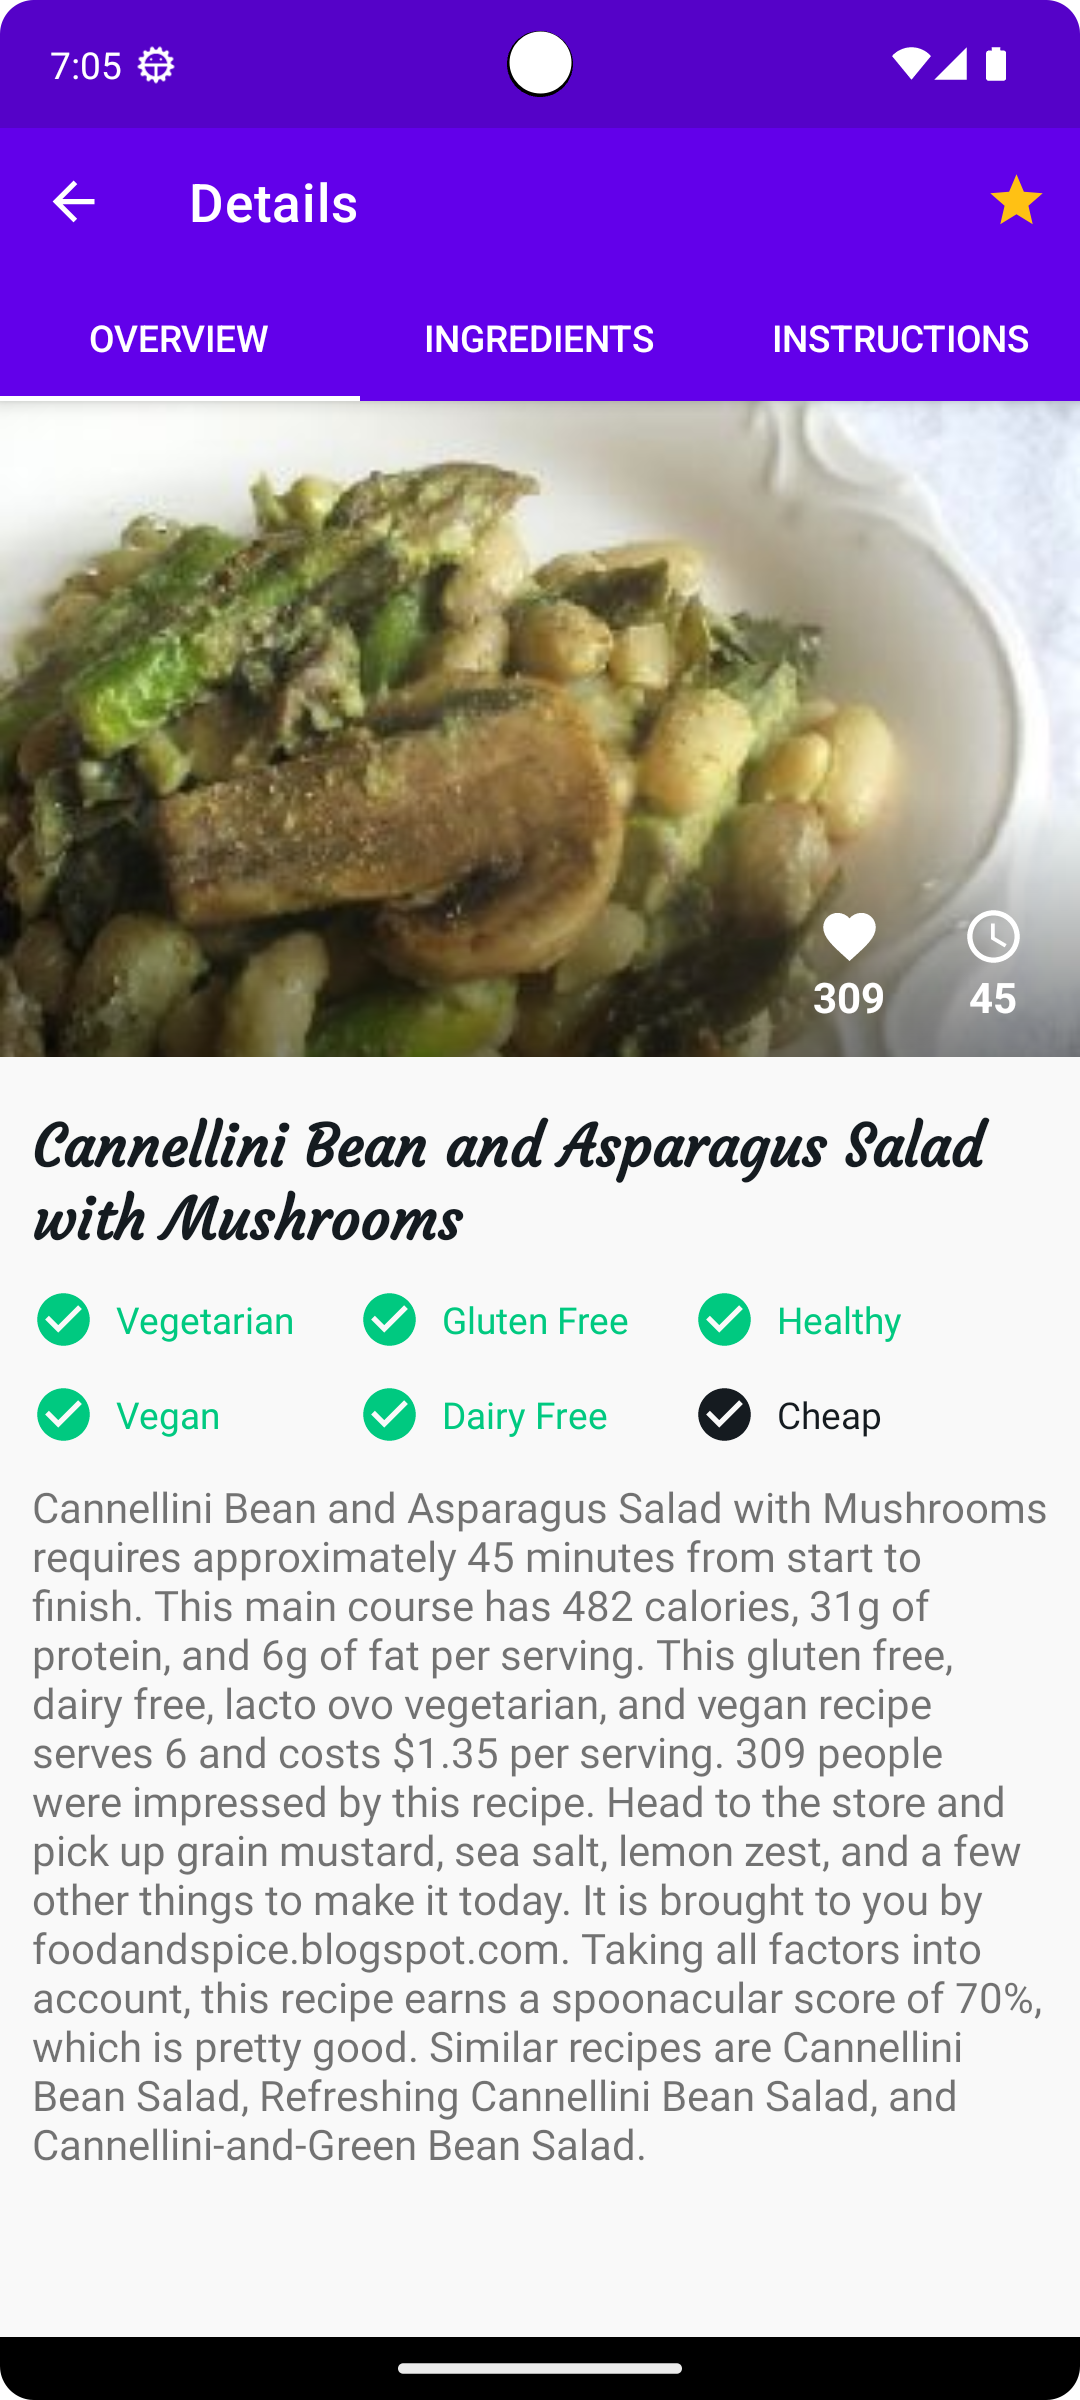 7:05
Details
OVERVIEW
INGREDIENTS
INSTRUCTIONS
309
45
Cannellini Bean and Asparagus Salad
with Mushrooms
Vegetarian
Gluten Free
Healthy
Vegan
Dairy Free
Cheap
Cannellini Bean and Asparagus Salad with Mushrooms
requires approximately 45 minutes from start to
finish. This main course has 482 calories, 31g of
protein, and 6g of fat per serving. This gluten free,
dairy free, lacto ovo vegetarian, and vegan recipe
serves 6 and costs $1.35 per serving. 309 people
were impressed by this recipe. Head to the store and
pick up grain mustard, sea salt, lemon zest, and a few
other things to make it today. It is brought to you by
foodandspice.blogspot.com. Taking all factors into
account, this recipe earns a spoonacular score of 70%,
which is pretty good. Similar recipes are Cannellini
Bean Salad, Refreshing Cannellini Bean Salad, and
Cannellini-and-Green Bean Salad.